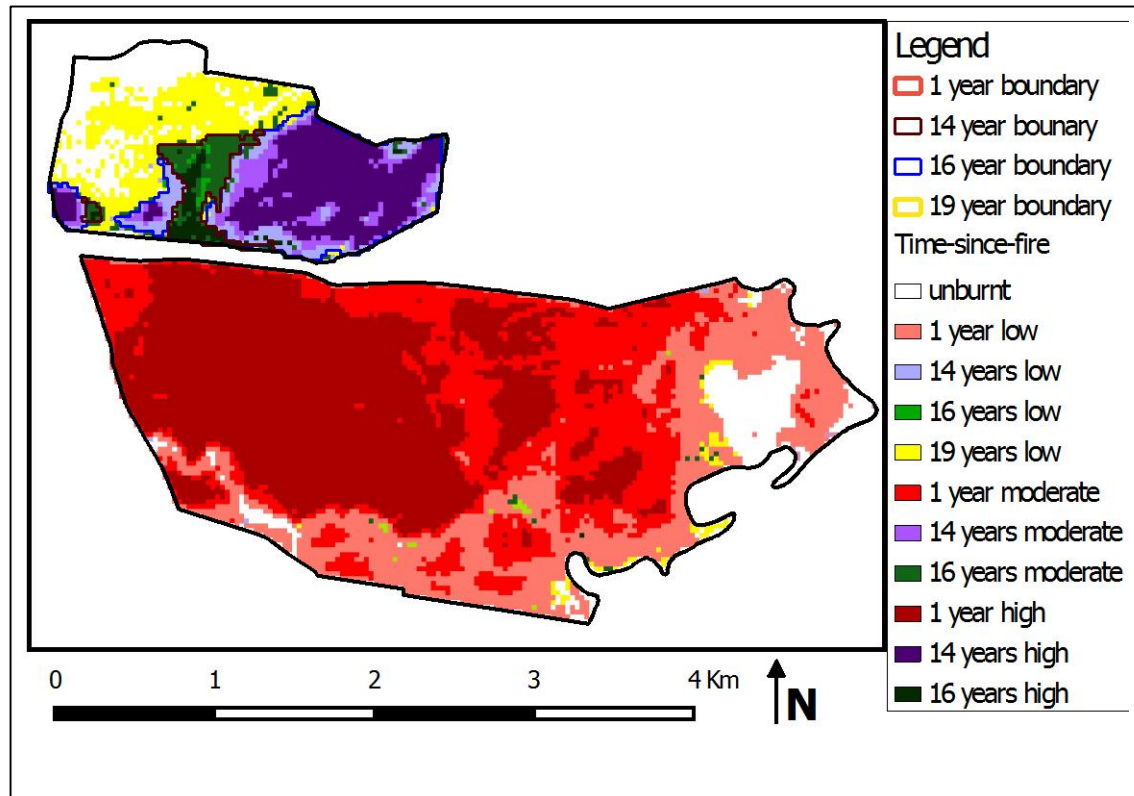 Legend
1 year boundary
14 year bounary
16 year boundary
19 year boundary
Time-since-fire
unburnt
1 year low
14 years low
16 years low
19 years low
1 year moderate
14 years moderate
16 years moderate
1 year high
14 years high
16 years high
0 1 2 3 4 Km
N